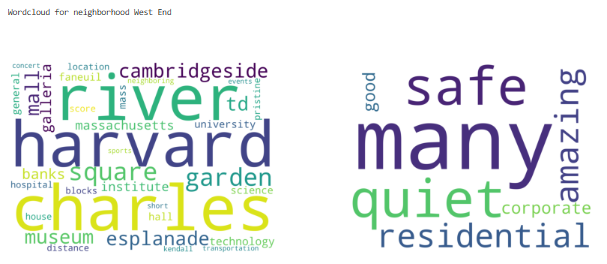 Wordcloud for neighborhood West End
concert
location
cambridgeside
general
mall
galleria
faneuil
neighboring
river
score
mass
td
events
pristine
massachusetts
university
harvard
sports
banks
square
garden
hospital
blocks
institute
science
charles
short
house
hall
museum
esplanade
technology
distance
kendall
transportation
good
safe
amazing
many
quiet
corporate
residential